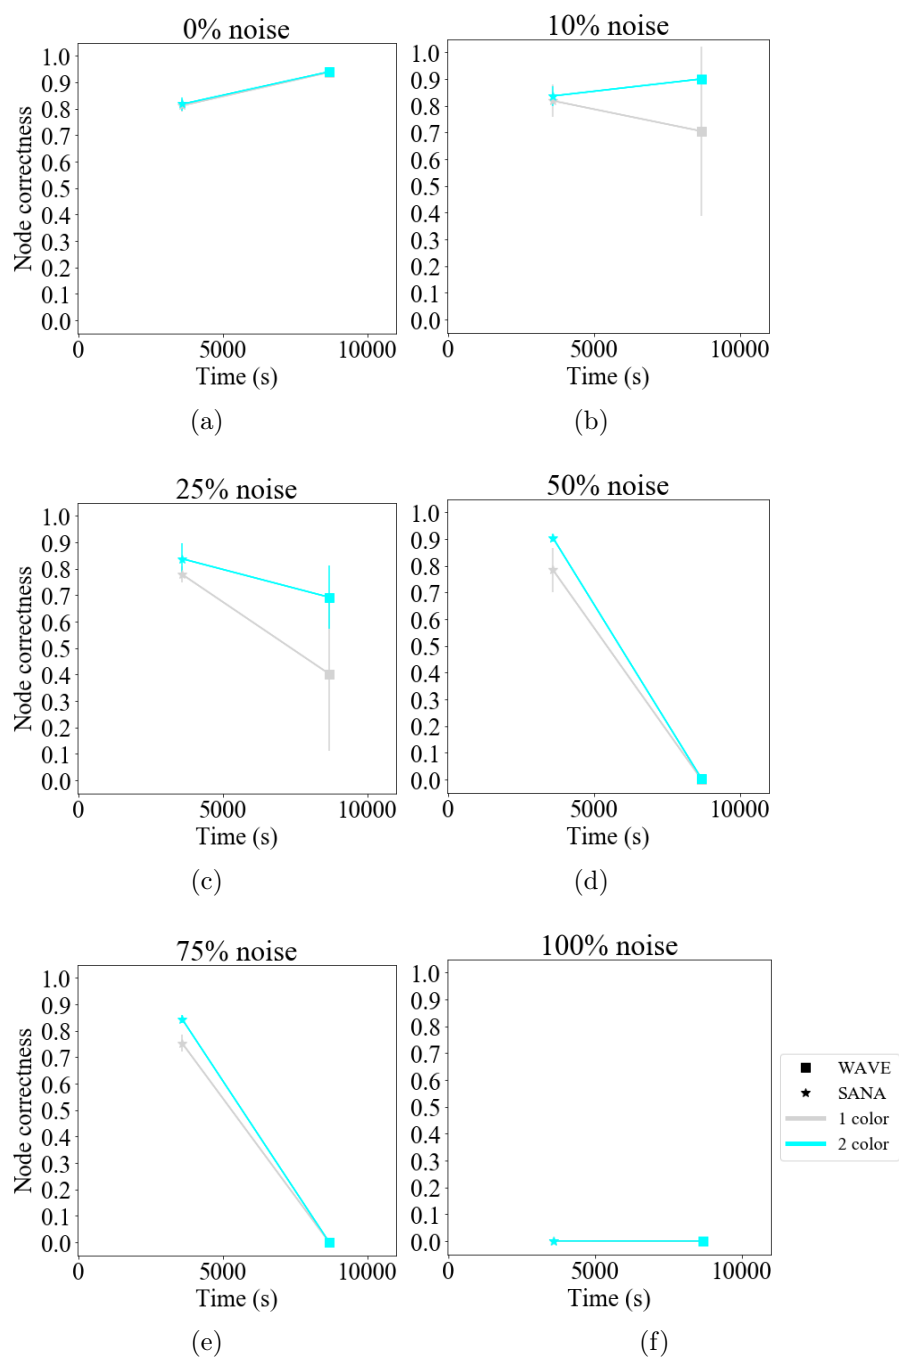 0% noise
1.0
0.9
0.8
0.7
0.6
0.5
0.4
0.3
0.2
0.1
0.0
Node correctness
0 5000 10000
Time (s)
(a)
10% noise
1.0
0.9
0.8
0.7
0.6
0.5
0.4
0.3
0.2
0.1
0.0
0 5000 10000
Time (s)
(b)
25% noise
1.0
0.9
0.8
0.7
0.6
0.5
0.4
0.3
0.2
0.1
0.0
Node correctness
0 5000 10000
Time (s)
(c)
50% noise
1.0
0.9
0.8
0.7
0.6
0.5
0.4
0.3
0.2
0.1
0.0
0 5000 10000
Time (s)
(d)
75% noise
1.0
0.9
0.8
0.7
0.6
0.5
0.4
0.3
0.2
0.1
0.0
Node correctness
0 5000 10000
Time (s)
(e)
100% noise
1.0
0.9
0.8
0.7
0.6
0.5
0.4
0.3
0.2
0.1
0.0
0 5000 10000
Time (s)
(f)
WAVE
SANA
1 color
2 color